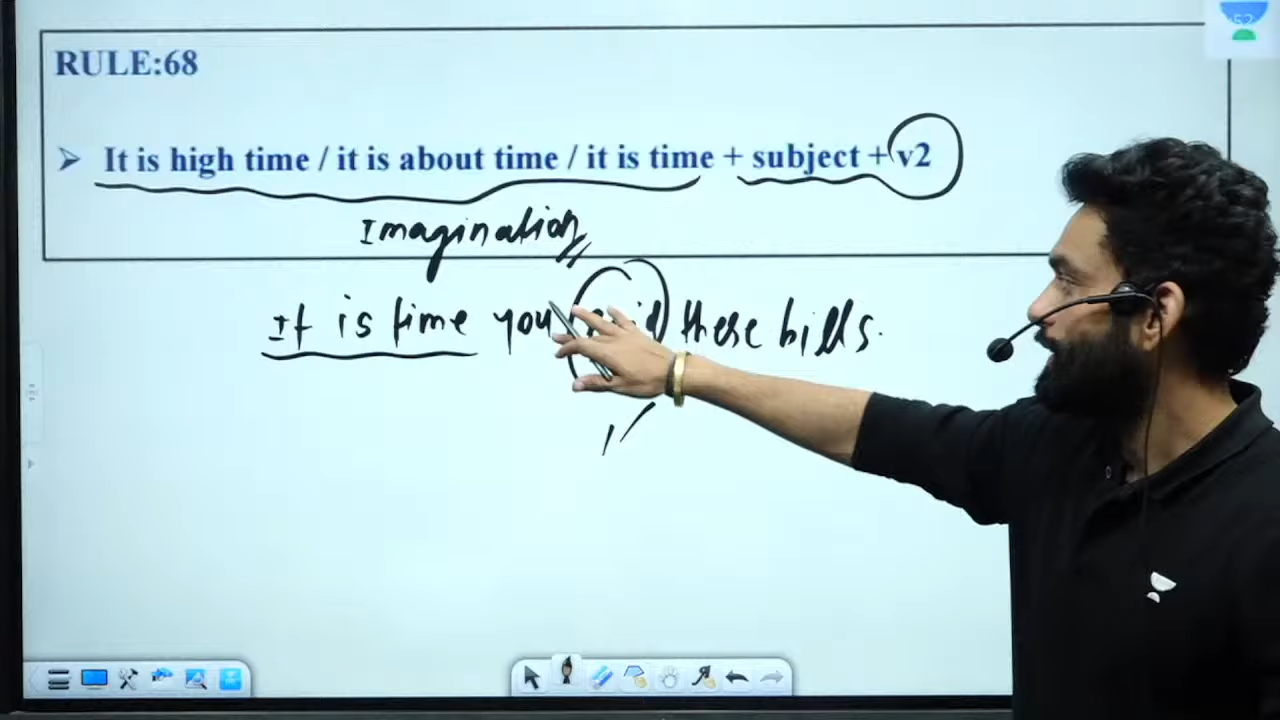 RULE:68
➤ It is high time / it is about time / it is time + subject + v2
Imagination
It is time you paid these bills.